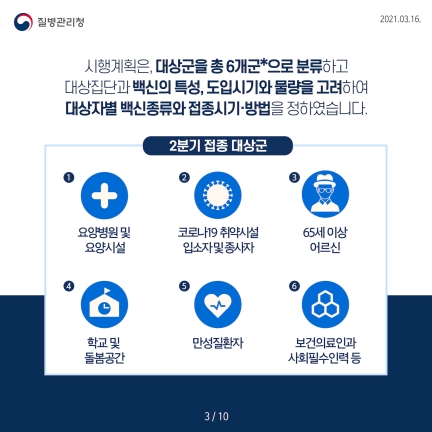 질병관리청
2021.03.16.
시행계획은, 대상군을 총 6개군*으로 분류하고
대상집단과 백신의 특성, 도입시기와 물량을 고려하여
대상자별 백신종류와 접종시기·방법을 정하였습니다.
2분기 접종 대상군
1
요양병원 및
요양시설
2
코로나19 취약시설
입소자 및 종사자
3
65세 이상
어르신
4
학교 및
돌봄공간
5
만성질환자
6
보건의료인과
사회필수인력 등
3 / 10